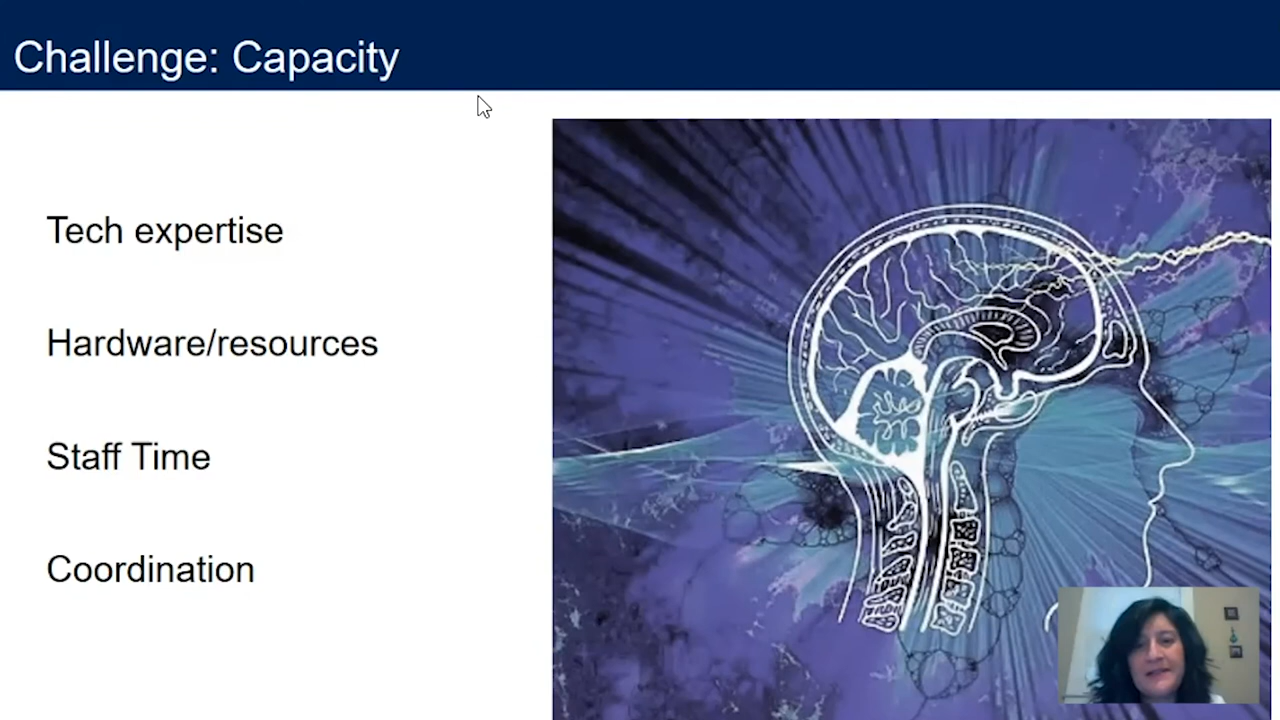 Challenge: Capacity
Tech expertise
Hardware/resources
Staff Time
Coordination